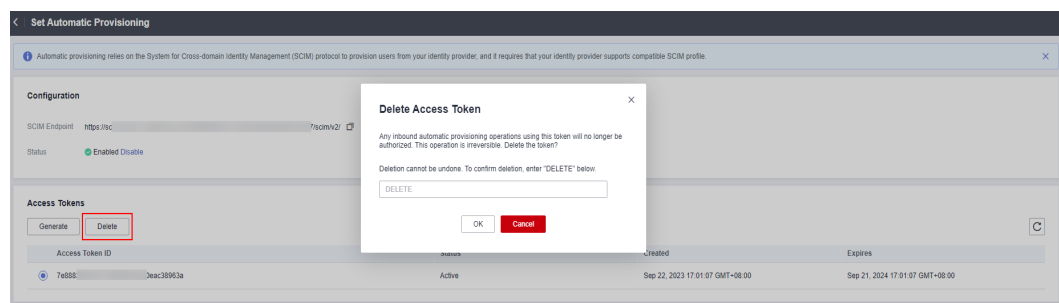 Set Automatic Provisioning
Automatic provisioning relies on the System for Cross-domain Identity Management (SCIM) protocol to provision users from your identity provider, and it requires that your identity provider supports compatible SCIM profile.
Configuration
SCIM Endpoint https://sc /scim/v2/
Status Enabled Disable
Delete Access Token
Any inbound automatic provisioning operations using this token will no longer be
authorized. This operation is irreversible. Delete the token?
Deletion cannot be undone. To confirm deletion, enter "DELETE" below.
DELETE
OK Cancel
Access Tokens
Generate Delete
Access Token ID Status Created Expires
7e888 0eac38963a Active Sep 22, 2023 17:01:07 GMT+08:00 Sep 21, 2024 17:01:07 GMT+08:00